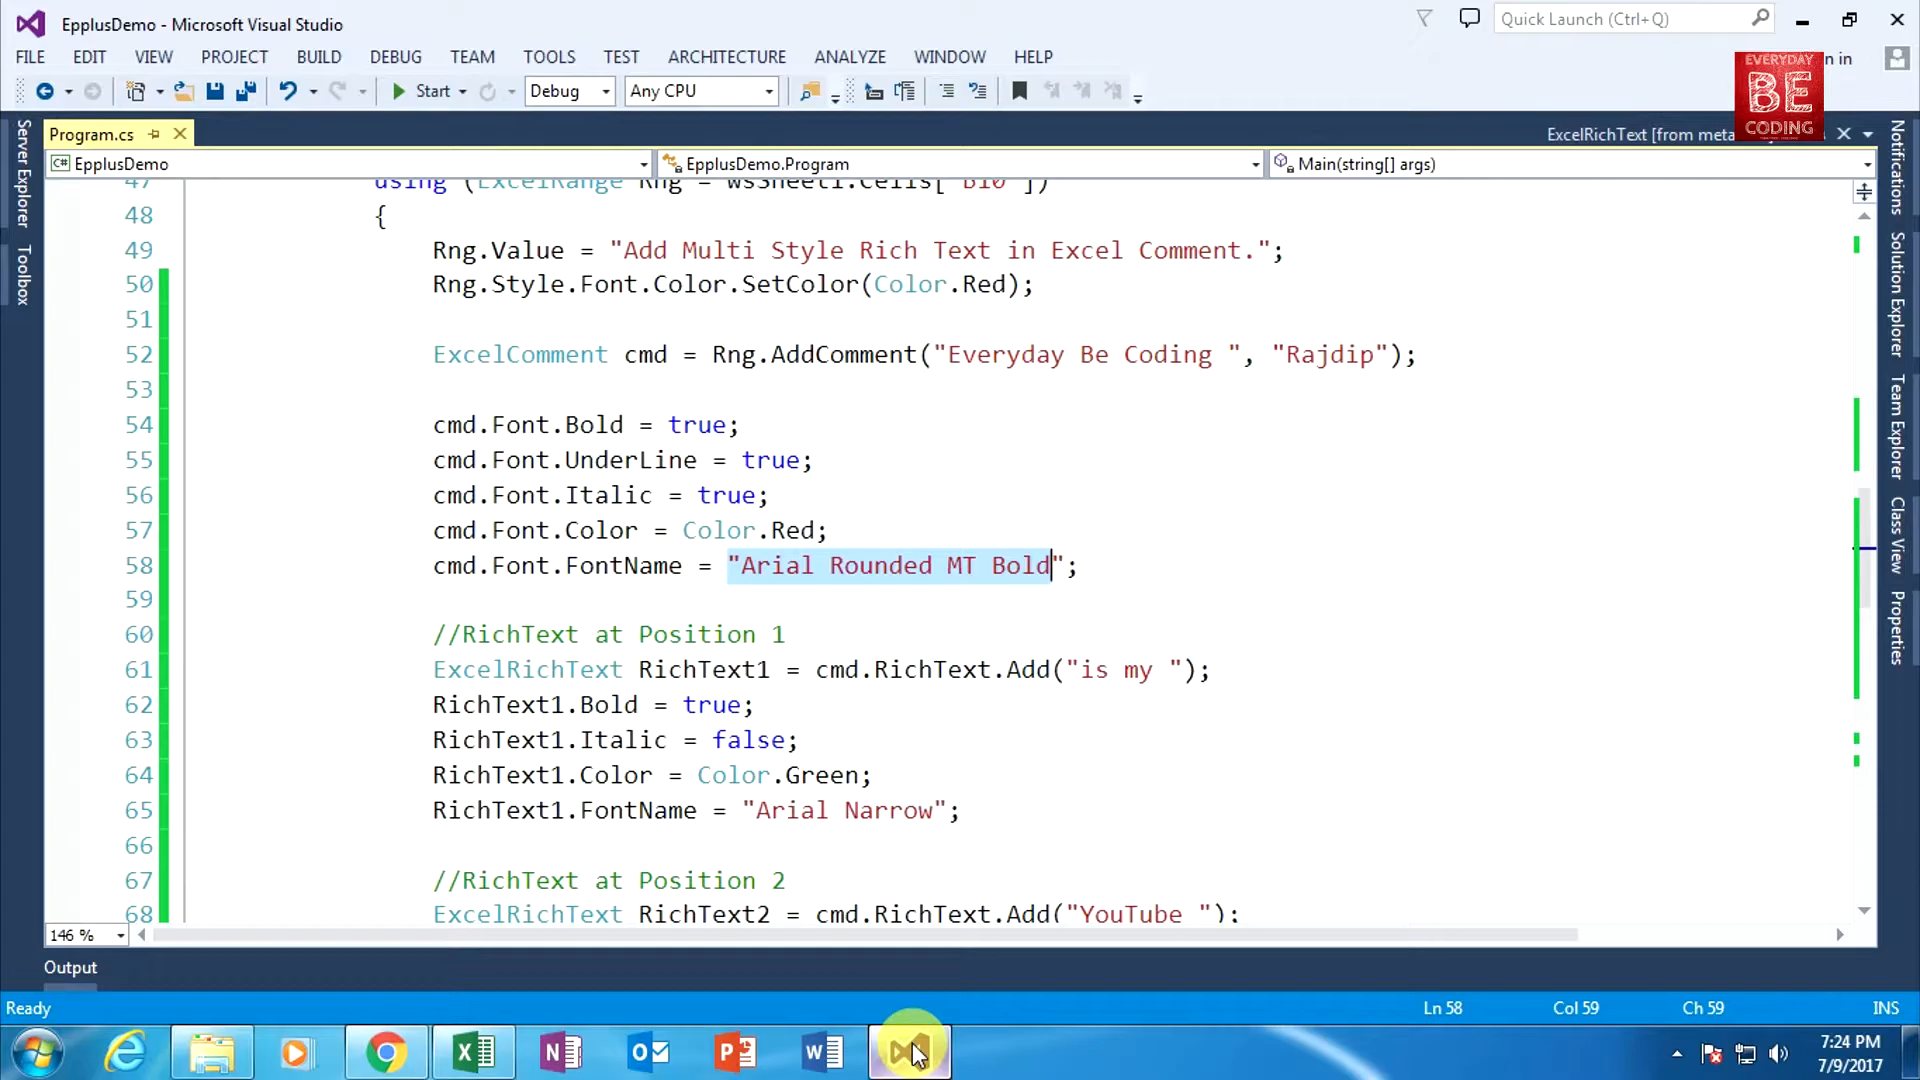 EpplusDemo - Microsoft Visual Studio
Quick Launch (Ctrl+Q)
FILE EDIT VIEW PROJECT BUILD DEBUG TEAM TOOLS TEST ARCHITECTURE ANALYZE WINDOW HELP
n in
EVERYDAY
BE
CODING
Start Debug Any CPU
Program.cs
ExcelRichText [from meta
EpplusDemo EpplusDemo.Program Main(string[] args)
Server Explorer
Toolbox
Notifications
Solution Explorer
Team Explorer
Class View
Properties
47 using (ExcelRange Rng = wsSheet1.Cells["B10"])
48 {
49 Rng.Value = "Add Multi Style Rich Text in Excel Comment.";
50 Rng.Style.Font.Color.SetColor(Color.Red);
51
52 ExcelComment cmd = Rng.AddComment("Everyday Be Coding ", "Rajdip");
53
54 cmd.Font.Bold = true;
55 cmd.Font.UnderLine = true;
56 cmd.Font.Italic = true;
57 cmd.Font.Color = Color.Red;
58 cmd.Font.FontName = "Arial Rounded MT Bold";
59
60 //RichText at Position 1
61 ExcelRichText RichText1 = cmd.RichText.Add("is my ");
62 RichText1.Bold = true;
63 RichText1.Italic = false;
64 RichText1.Color = Color.Green;
65 RichText1.FontName = "Arial Narrow";
66
67 //RichText at Position 2
68 ExcelRichText RichText2 = cmd.RichText.Add("YouTube ");
146 %
Output
Ready Ln 58 Col 59 Ch 59 INS
7:24 PM
7/9/2017